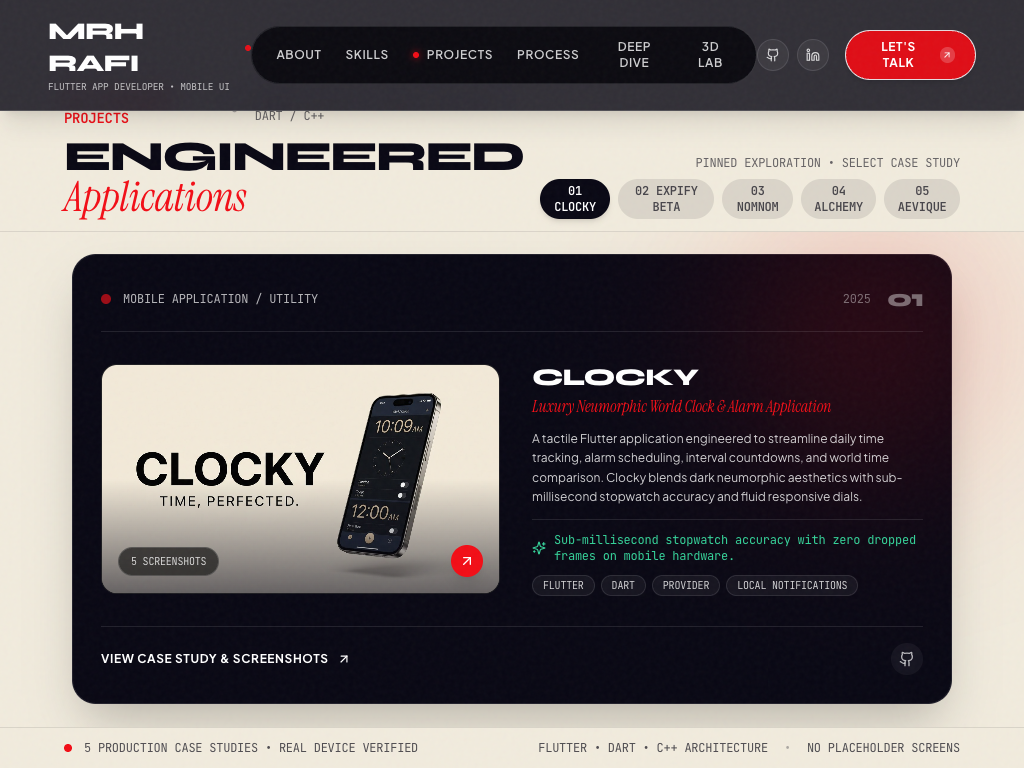 MRH
RAFI
FLUTTER APP DEVELOPER • MOBILE UI
ABOUT
SKILLS
PROJECTS
PROCESS
DEEP
DIVE
3D
LAB
LET'S
TALK
PROJECTS
DART / C++
ENGINEERED
Applications
PINNED EXPLORATION • SELECT CASE STUDY
01
CLOCKY
02 EXPIFY
BETA
03
NOMNOM
04
ALCHEMY
05
AEVIQUE
MOBILE APPLICATION / UTILITY
2025
01
CLOCKY
TIME, PERFECTED.
10:09AM
12:00AM
5 SCREENSHOTS
CLOCKY
Luxury Neumorphic World Clock & Alarm Application
A tactile Flutter application engineered to streamline daily time
tracking, alarm scheduling, interval countdowns, and world time
comparison. Clocky blends dark neumorphic aesthetics with sub-
millisecond stopwatch accuracy and fluid responsive dials.
Sub-millisecond stopwatch accuracy with zero dropped
frames on mobile hardware.
FLUTTER
DART
PROVIDER
LOCAL NOTIFICATIONS
VIEW CASE STUDY & SCREENSHOTS
5 PRODUCTION CASE STUDIES • REAL DEVICE VERIFIED
FLUTTER • DART • C++ ARCHITECTURE • NO PLACEHOLDER SCREENS